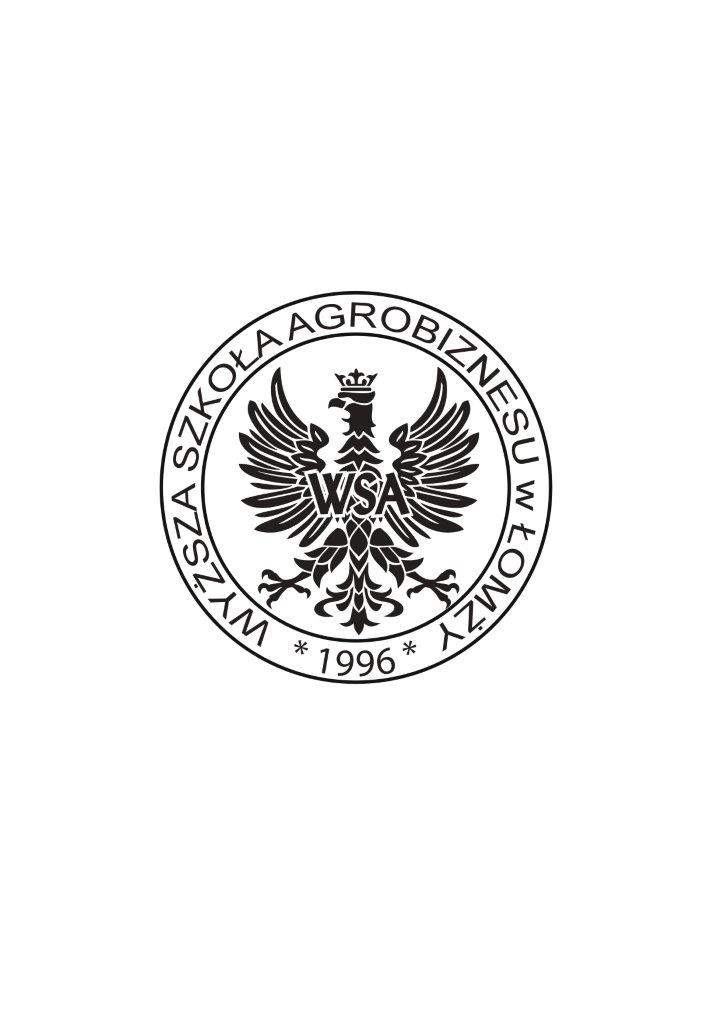 WYŻSZA SZKOŁA AGROBIZNESU w ŁOMŻY
* 1996 *
WSA